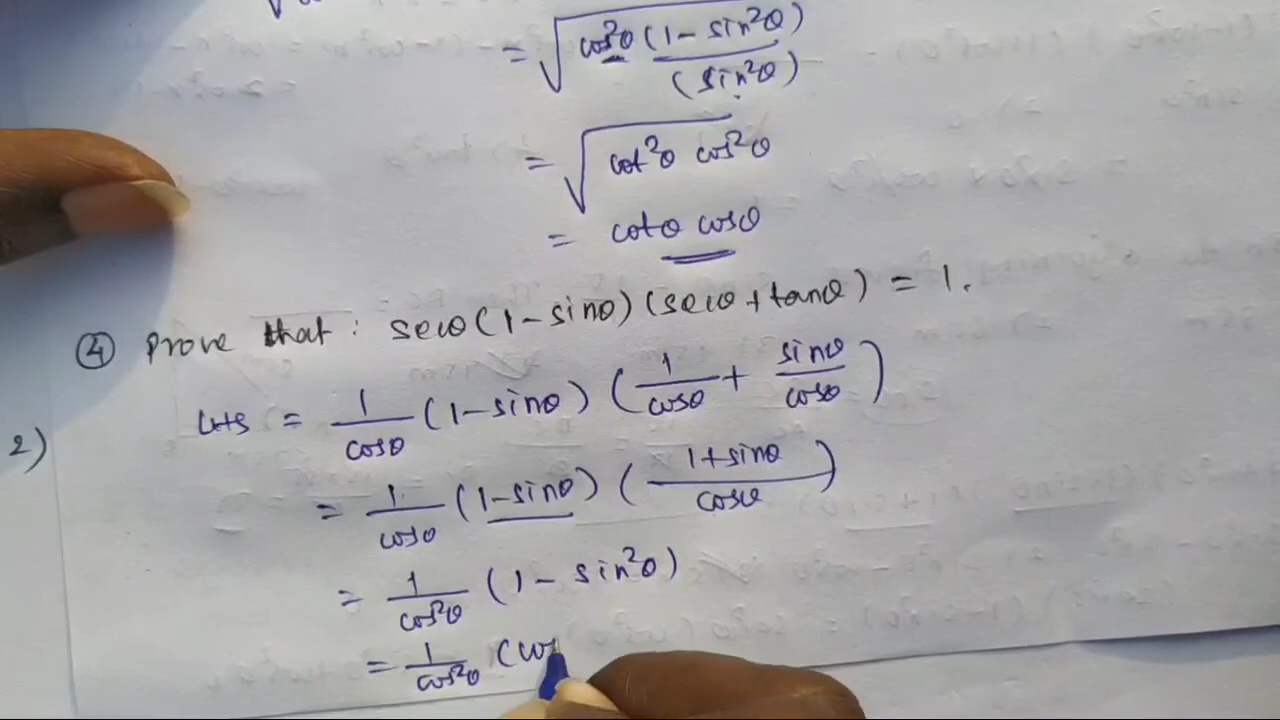 = √(cos²θ (1 - sin²θ) / (sin²θ))
= √(cot²θ cos²θ)
= cotθ cosθ
④ Prove that : secθ(1-sinθ)(secθ+tanθ) = 1.
LHS = 1/cosθ (1-sinθ) (1/cosθ + sinθ/cosθ)
2)
= 1/cosθ (1-sinθ) (1+sinθ/cosθ)
= 1/cos²θ (1 - sin²θ)
= 1/cos²θ (cos